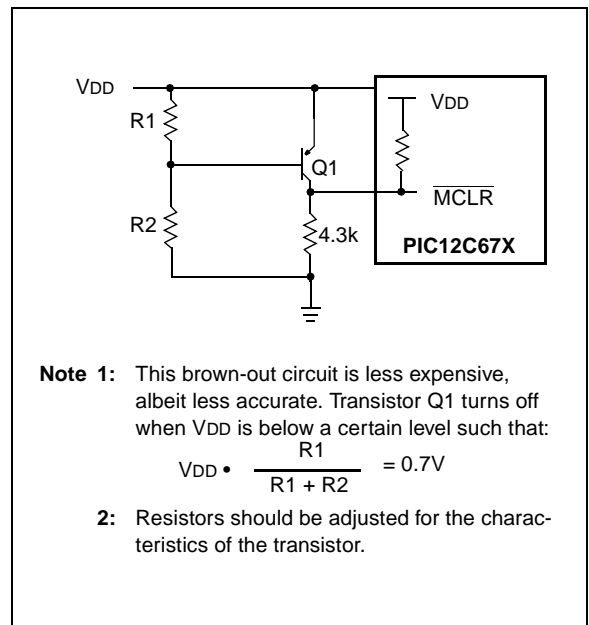 VDD
VDD
R1
Q1
MCLR
R2
4.3k
PIC12C67X
Note 1: This brown-out circuit is less expensive,
albeit less accurate. Transistor Q1 turns off
when VDD is below a certain level such that:
R1
VDD • = 0.7V
R1 + R2
2: Resistors should be adjusted for the charac-
teristics of the transistor.